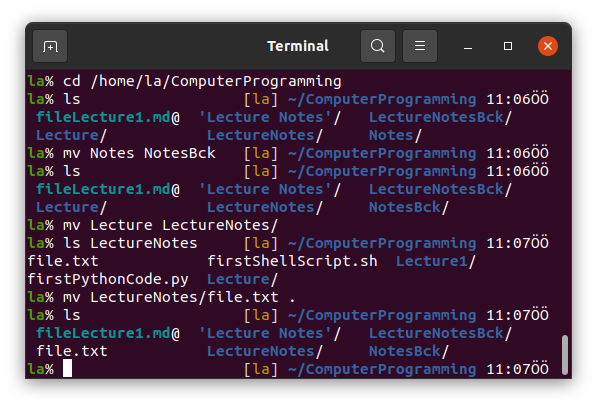 Terminal
la% cd /home/la/ComputerProgramming
la% ls [la] ~/ComputerProgramming 11:06ÖÖ
fileLecture1.md@ 'Lecture Notes'/ LectureNotesBck/
Lecture/ LectureNotes/ Notes/
la% mv Notes NotesBck [la] ~/ComputerProgramming 11:06ÖÖ
la% ls [la] ~/ComputerProgramming 11:06ÖÖ
fileLecture1.md@ 'Lecture Notes'/ LectureNotesBck/
Lecture/ LectureNotes/ NotesBck/
la% mv Lecture LectureNotes/
la% ls LectureNotes [la] ~/ComputerProgramming 11:07ÖÖ
file.txt firstShellScript.sh Lecture1/
firstPythonCode.py Lecture/
la% mv LectureNotes/file.txt .
la% ls [la] ~/ComputerProgramming 11:07ÖÖ
fileLecture1.md@ 'Lecture Notes'/ LectureNotesBck/
file.txt LectureNotes/ NotesBck/
la% [la] ~/ComputerProgramming 11:07ÖÖ